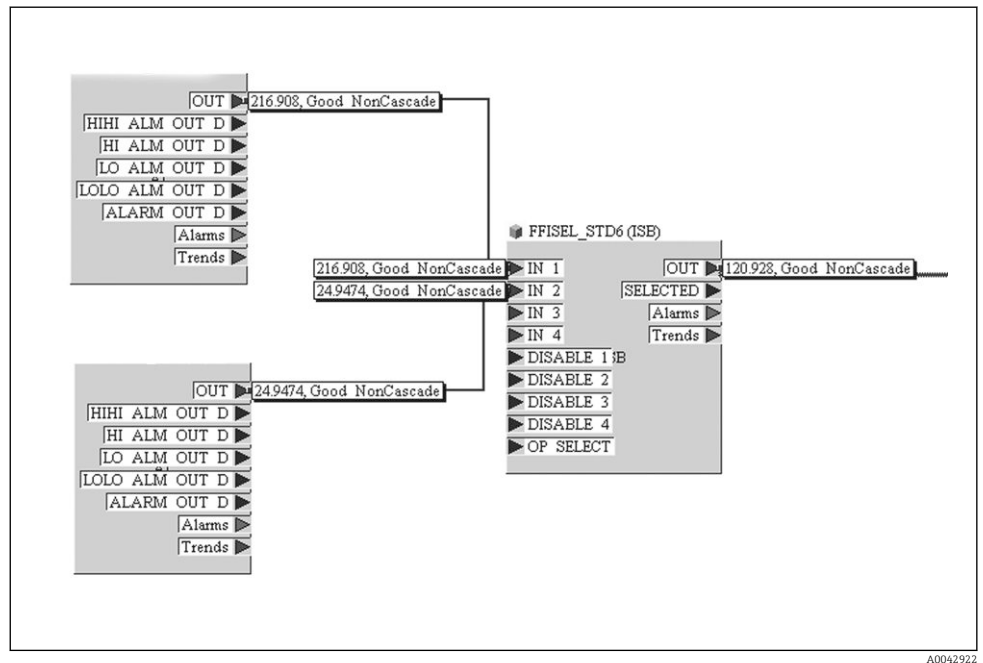 OUT 216.908, Good NonCascade
HIHI ALM OUT D
HI ALM OUT D
LO ALM OUT D
LOLO ALM OUT D
ALARM OUT D
Alarms
Trends
FFISEL_STD6 (ISB)
216.908, Good NonCascade IN 1 OUT 120.928, Good NonCascade
24.9474, Good NonCascade IN 2 SELECTED
IN 3 Alarms
IN 4 Trends
DISABLE 1
DISABLE 2
DISABLE 3
DISABLE 4
OP SELECT
OUT 24.9474, Good NonCascade
HIHI ALM OUT D
HI ALM OUT D
LO ALM OUT D
LOLO ALM OUT D
ALARM OUT D
Alarms
Trends
A0042922